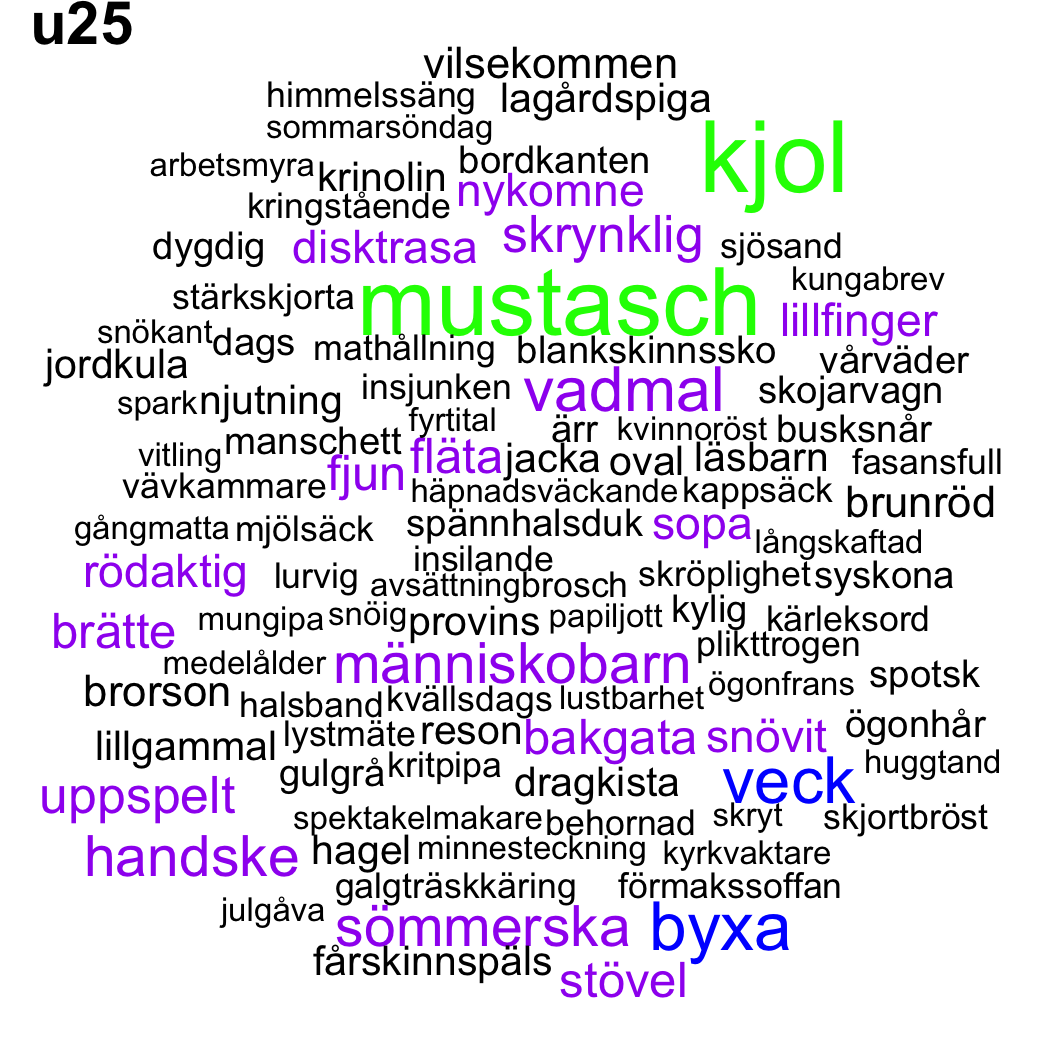 u25
vilsekommen
himmelssäng lagårdspiga
sommarsöndag
kjol
arbetsmyra krinolin bordkanten
nykomne
kringstående
dygdig disktrasa skrynklig sjösand
kungabrev
stärkskjorta mustasch lillfinger
snökant dags mathållning blankskinnssko vårväder
jordkula
insjunken vadmal skojarvagn
spark njutning
fyrtital
manschett ärr kvinnoröst busksnår
vitling fjun fläta jacka oval läsbarn fasansfull
vävkammare häpnadsväckande kappsäck brunröd
gångmatta mjölsäck spännhalsduk sopa långskaftad
insilande
rödaktig lurvig avsättning brosch skröplighet syskona
brätte mungipa snöig provins papiljott kylig kärleksord
plikttrogen
medelålder människobarn ögonfrans spotsk
brorson halsband kvällsdags lustbarhet
lillgammal lystmäte reson bakgata snövit ögonhår
gulgrå kritpipa dragkista veck huggtand
uppspelt
spektakelmakare behornad skryt skjortbröst
handske hagel minnesteckning kyrkvaktare
galgträskkäring förmakssoffan
julgåva sömmerska byxa
fårskinnspäls stövel